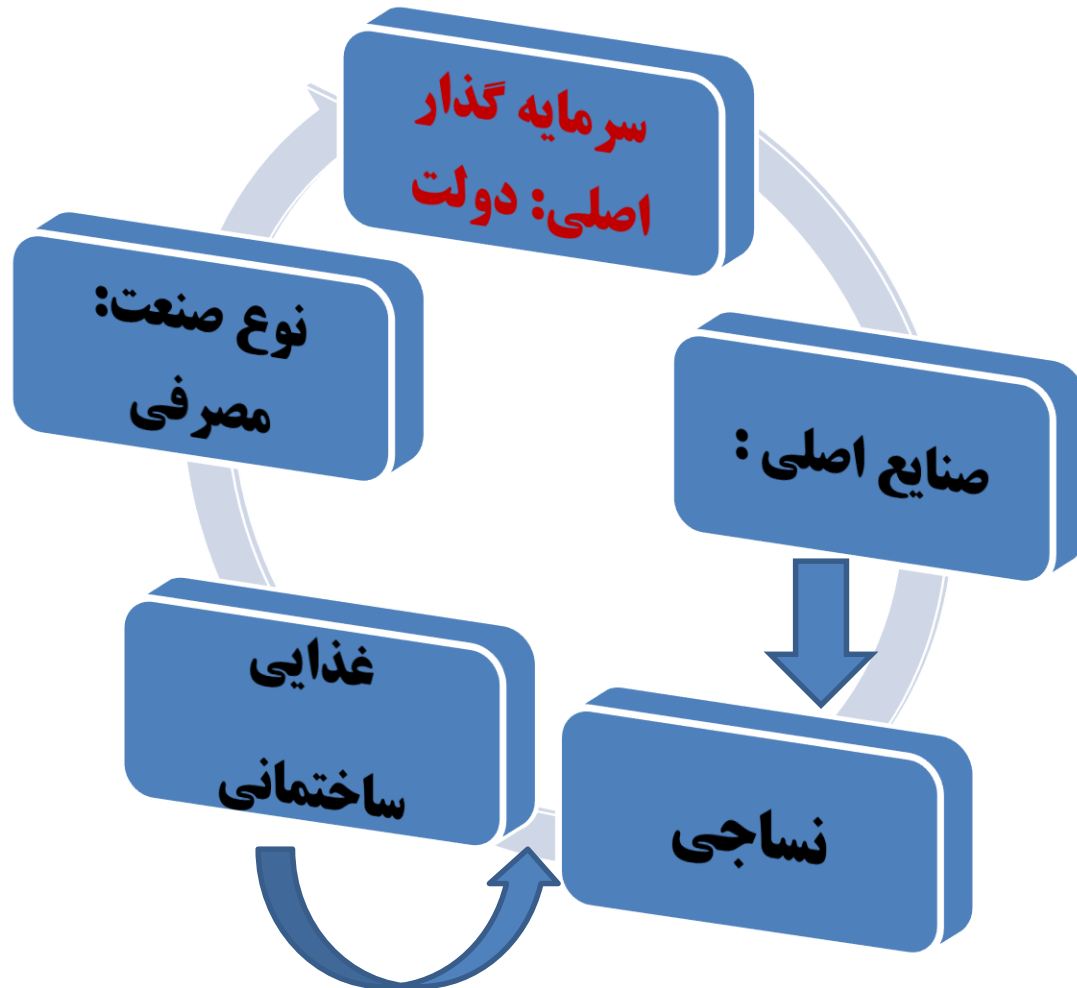 سرمایه گذار
اصلی: دولت
صنایع اصلی :
نساجی
غذایی
ساختمانی
نوع صنعت:
مصرفی